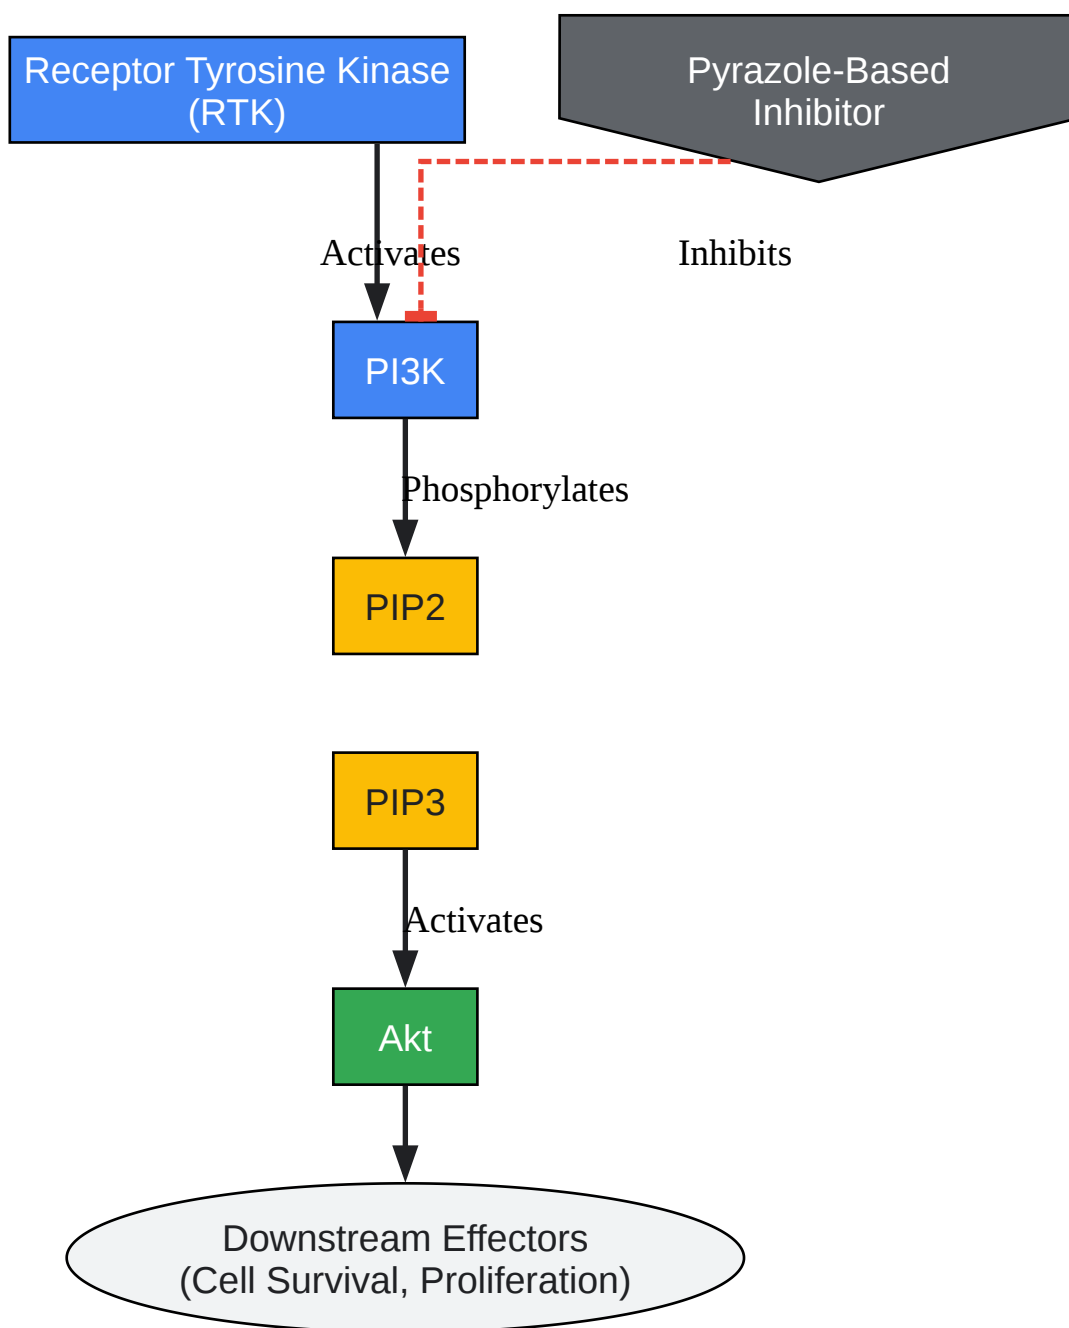 Receptor Tyrosine Kinase
(RTK)
Pyrazole-Based
Inhibitor
Activates
Inhibits
PI3K
Phosphorylates
PIP2
PIP3
Activates
Akt
Downstream Effectors
(Cell Survival, Proliferation)